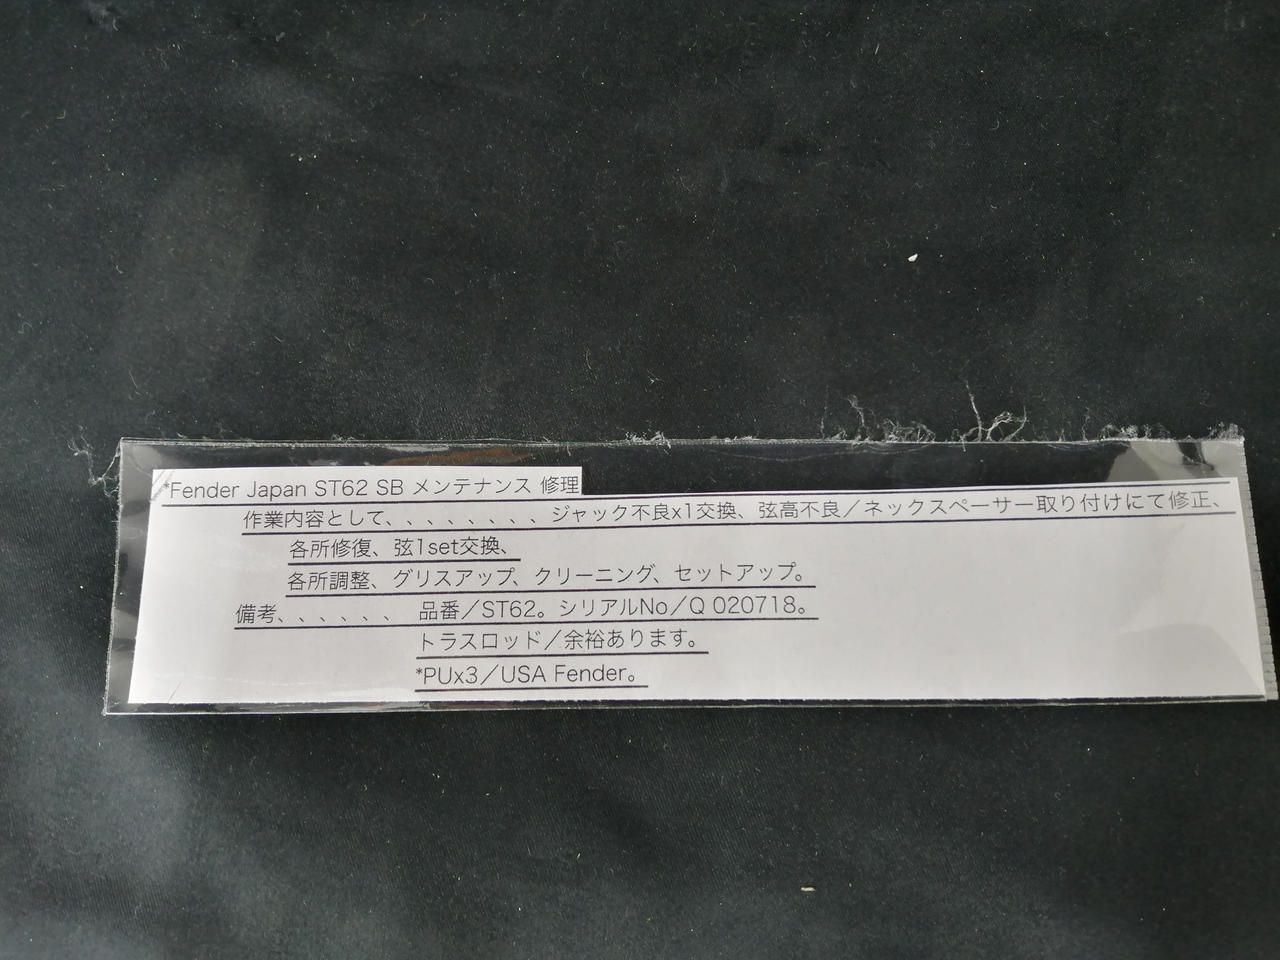 *Fender Japan ST62 SB メンテナンス 修理
作業内容として、、、、、、、、ジャック不良x1交換、弦高不良／ネックスペーサー取り付けにて修正、
各所修復、弦1set交換、
各所調整、グリスアップ、クリーニング、セットアップ。
備考、、、、、、 品番／ST62。シリアルNo／Q 020718。
トラスロッド／余裕あります。
*PUx3／USA Fender。